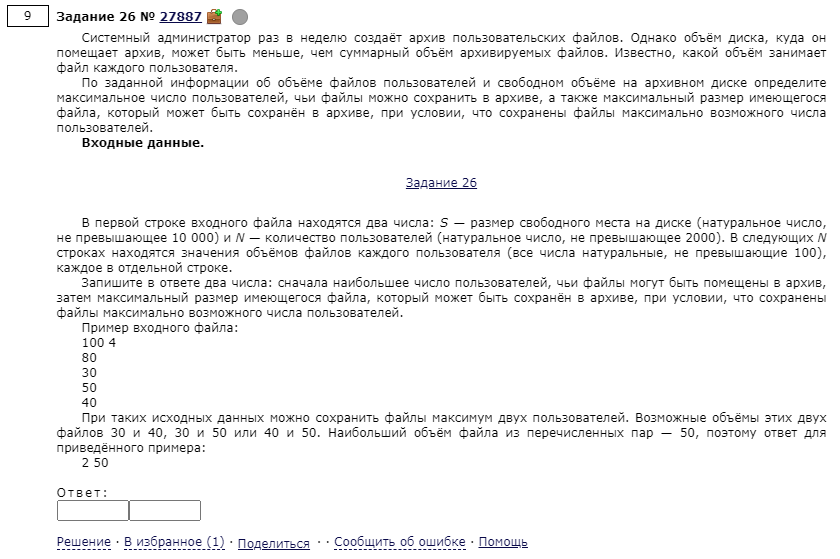 9 Задание 26 № 27887
Системный администратор раз в неделю создаёт архив пользовательских файлов. Однако объём диска, куда он
помещает архив, может быть меньше, чем суммарный объём архивируемых файлов. Известно, какой объём занимает
файл каждого пользователя.
По заданной информации об объёме файлов пользователей и свободном объёме на архивном диске определите
максимальное число пользователей, чьи файлы можно сохранить в архиве, а также максимальный размер имеющегося
файла, который может быть сохранён в архиве, при условии, что сохранены файлы максимально возможного числа
пользователей.
Входные данные.
Задание 26
В первой строке входного файла находятся два числа: S — размер свободного места на диске (натуральное число,
не превышающее 10 000) и N — количество пользователей (натуральное число, не превышающее 2000). В следующих N
строках находятся значения объёмов файлов каждого пользователя (все числа натуральные, не превышающие 100),
каждое в отдельной строке.
Запишите в ответе два числа: сначала наибольшее число пользователей, чьи файлы могут быть помещены в архив,
затем максимальный размер имеющегося файла, который может быть сохранён в архиве, при условии, что сохранены
файлы максимально возможного числа пользователей.
Пример входного файла:
100 4
80
30
50
40
При таких исходных данных можно сохранить файлы максимум двух пользователей. Возможные объёмы этих двух
файлов 30 и 40, 30 и 50 или 40 и 50. Наибольший объём файла из перечисленных пар — 50, поэтому ответ для
приведённого примера:
2 50
Ответ:
Решение · В избранное (1) · Поделиться · · Сообщить об ошибке · Помощь